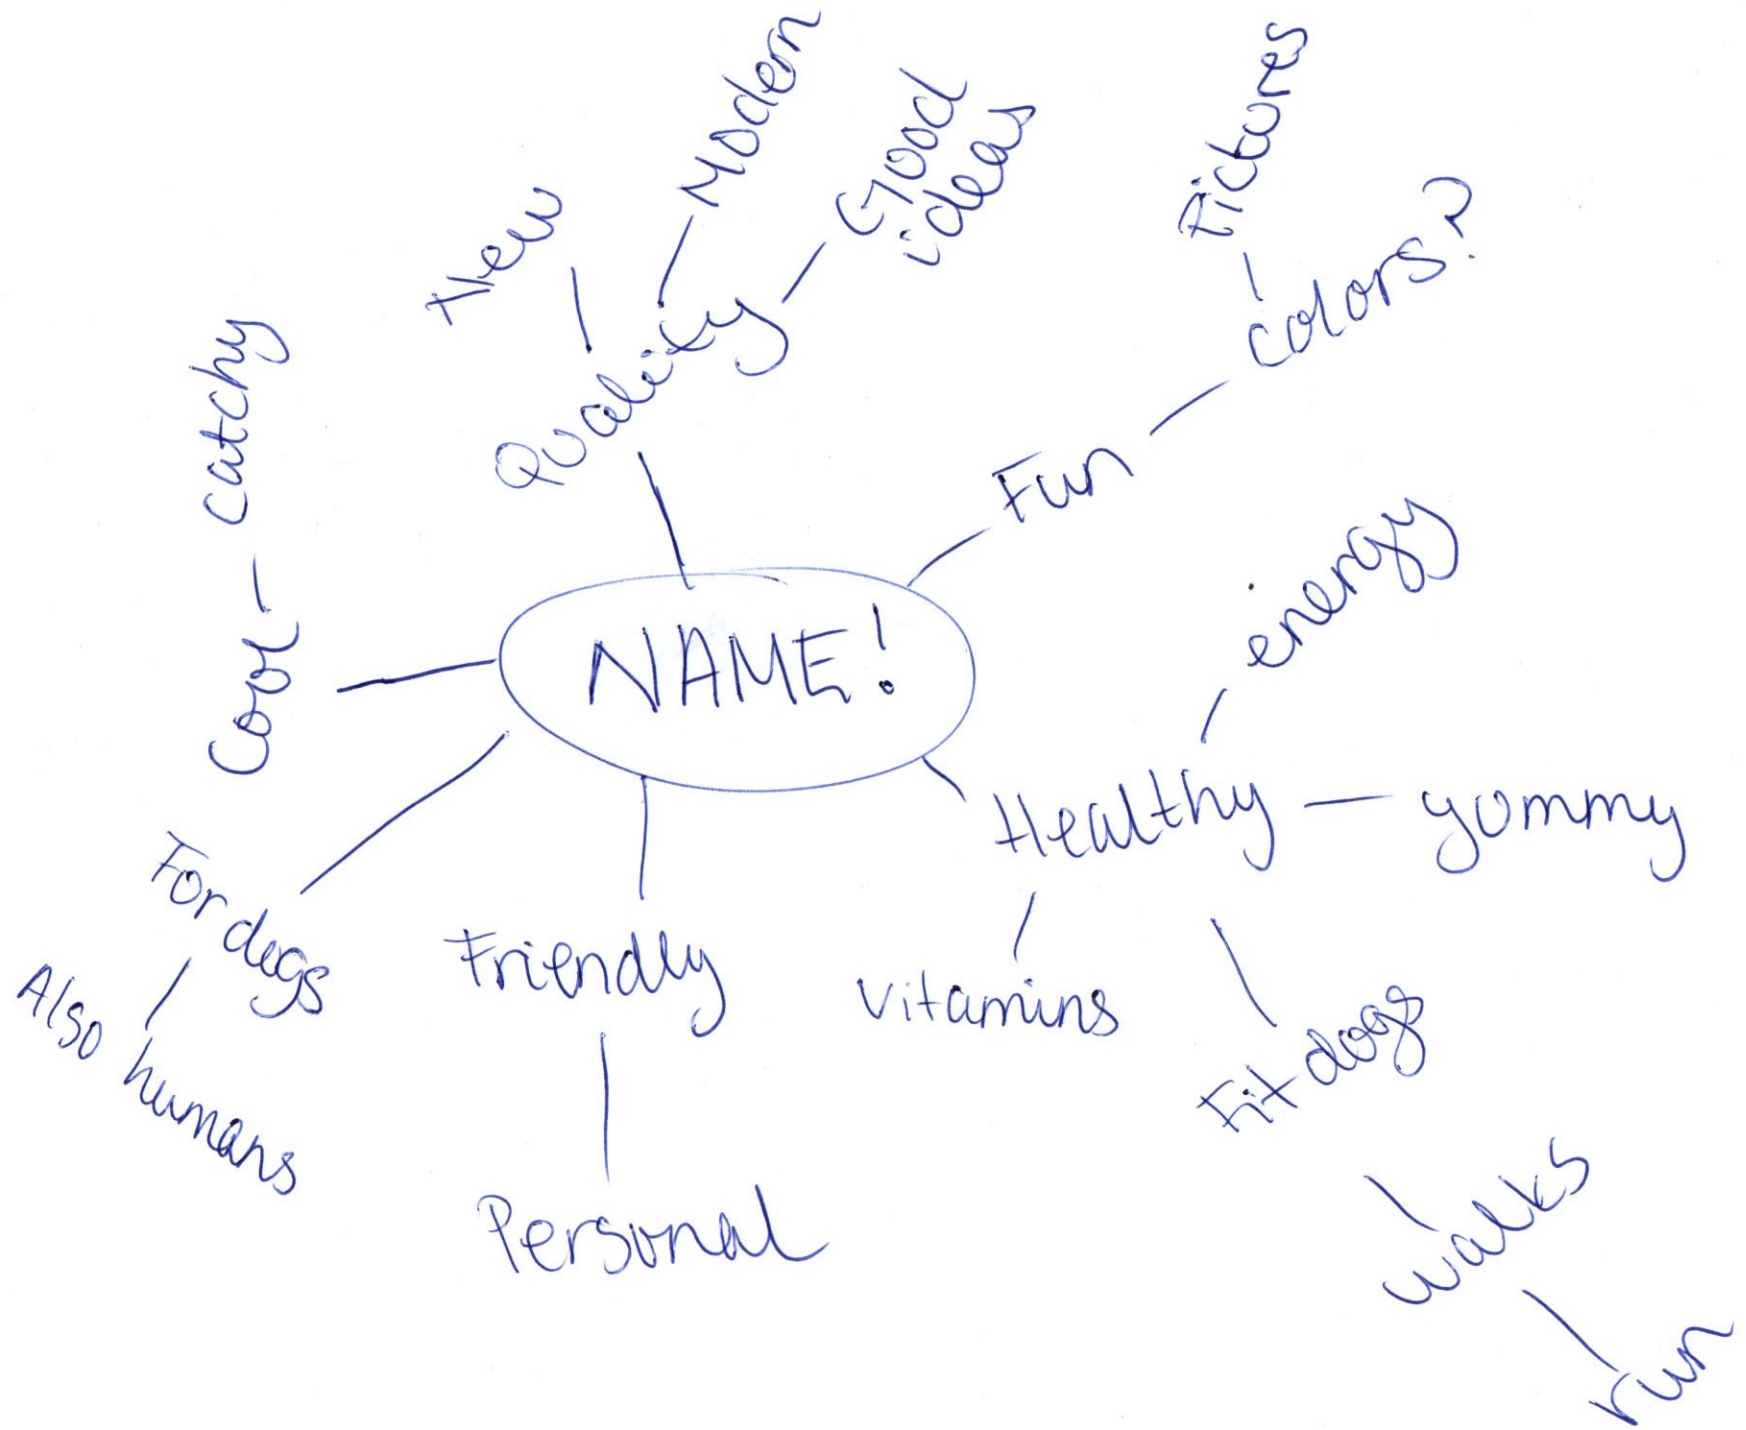 Modern
Pictures
Good
ideas
New
colors?
catchy
Quality
Fun
energy
NAME!
Cool
Healthy
yummy
For dogs
Friendly
Vitamins
Also
humans
Fit dogs
Personal
walks
run